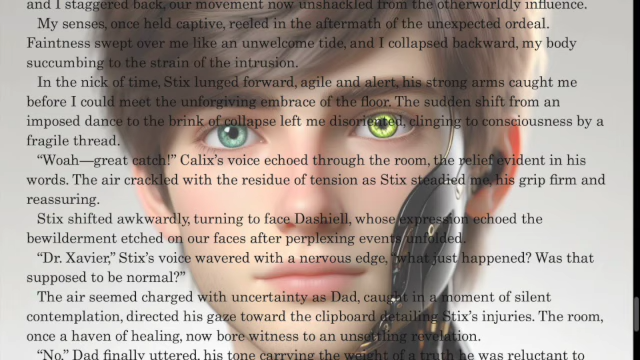 and I staggered back, our movement now unshackled from the otherworldly influence.
My senses, once held captive, reeled in the aftermath of the unexpected ordeal.
Faintness swept over me like an unwelcome tide, and I collapsed backward, my body
succumbing to the strain of the intrusion.
In the nick of time, Stix lunged forward, agile and alert, his strong arms caught me
before I could meet the unforgiving embrace of the floor. The sudden shift from an
imposed dance to the brink of collapse left me disoriented, clinging to consciousness by a
fragile thread.
“Woah—great catch!” Calix’s voice echoed through the room, the relief evident in his
words. The air crackled with the residue of tension as Stix steadied me, his grip firm and
reassuring.
Stix shifted awkwardly, turning to face Dashiell, whose expression echoed the
bewilderment etched on our faces after perplexing events unfolded.
“Dr. Xavier,” Stix’s voice wavered with a nervous edge, “what just happened? Was that
supposed to be normal?”
The air seemed charged with uncertainty as Dad, caught in a moment of silent
contemplation, directed his gaze toward the clipboard detailing Stix’s injuries. The room,
once a haven of healing, now bore witness to an unsettling revelation.
“No.” Dad finally uttered, his tone carrying the weight of a truth he was reluctant to